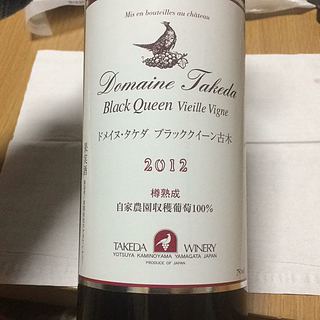 Mis en bouteilles au château
Domaine Takeda
Black Queen Vieille Vigne
ドメイヌ・タケダ ブラッククイーン古木
2012
樽熟成
自家農園収穫葡萄100%
TAKEDA WINERY
YOTSUYA KAMINOYAMA YAMAGATA JAPAN
PRODUCE OF JAPAN